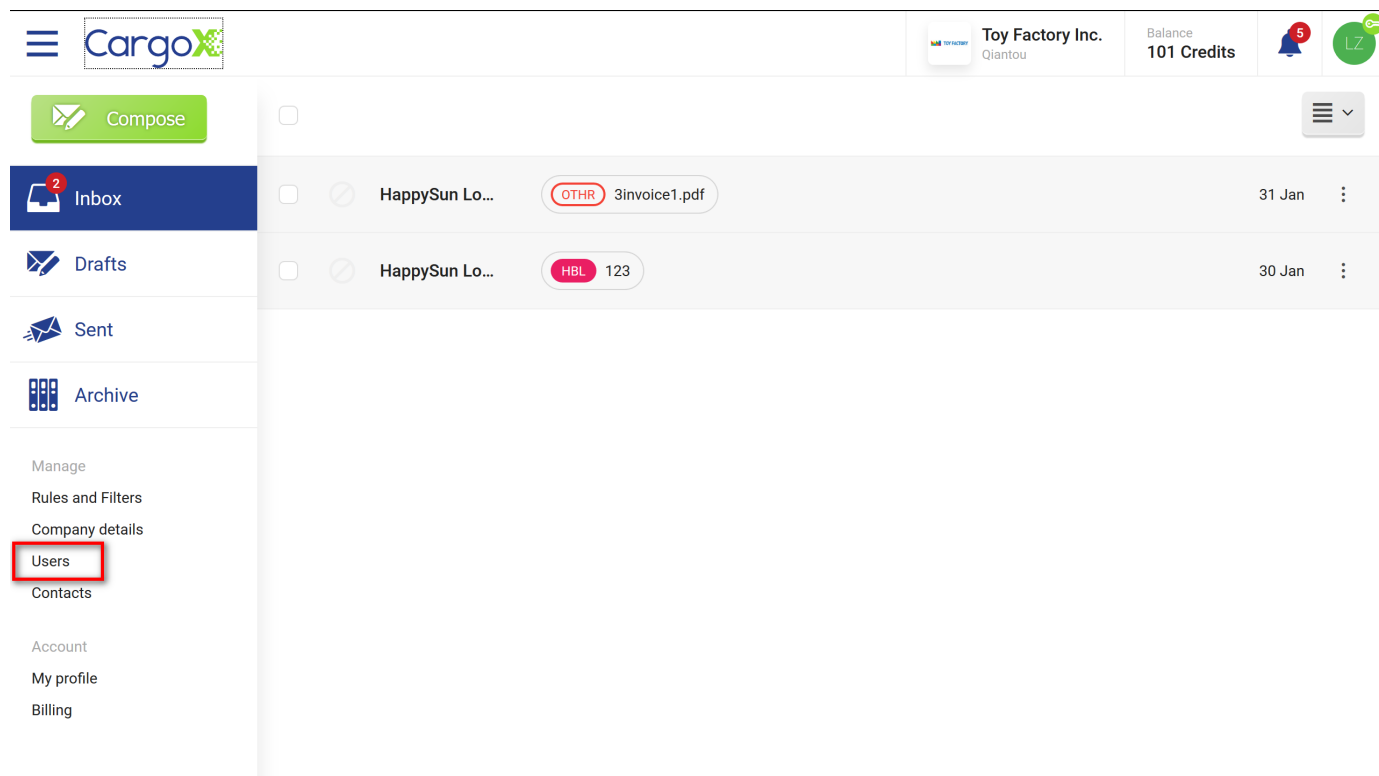 CargoX
TOY FACTORY
Toy Factory Inc.
Qiantou
Balance
101 Credits
5
LZ
Compose
2
Inbox
HappySun Lo... OTHR 3invoice1.pdf 31 Jan
Drafts
HappySun Lo... HBL 123 30 Jan
Sent
Archive
Manage
Rules and Filters
Company details
Users
Contacts
Account
My profile
Billing